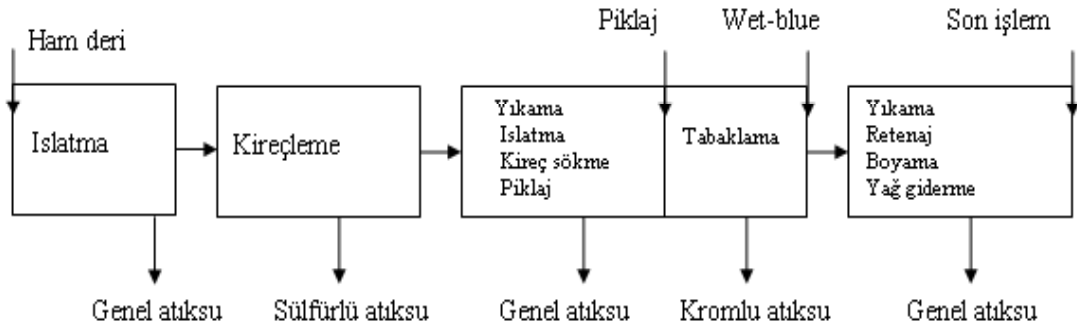 Ham deri
Piklaj
Wet-blue
Son işlem
Islatma
Kireçleme
Yıkama
Islatma
Kireç sökme
Piklaj
Tabaklama
Yıkama
Retenaj
Boyama
Yağ giderme
Genel atıksu
Sülfürlü atıksu
Genel atıksu
Kromlu atıksu
Genel atıksu